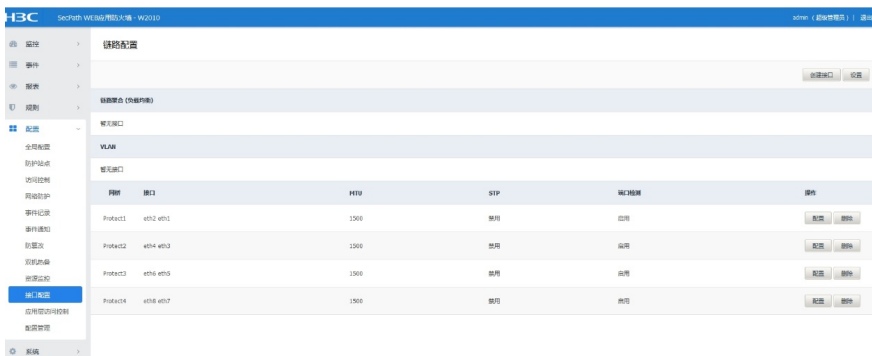 H3C SecPath WEB应用防火墙 - W2010 admin (超级管理员) | 退出
监控
事件
报表
规则
配置
全局配置
防护站点
访问控制
网络防护
事件记录
事件通知
防篡改
双机热备
资源监控
接口配置
应用层访问控制
配置管理
系统
链路配置
创建接口 设置
链路聚合 (负载均衡)
暂无接口
VLAN
暂无接口
网桥 接口 MTU STP 端口检测 操作
Protect1 eth2 eth1 1500 禁用 启用 配置 删除
Protect2 eth4 eth3 1500 禁用 启用 配置 删除
Protect3 eth6 eth5 1500 禁用 启用 配置 删除
Protect4 eth8 eth7 1500 禁用 启用 配置 删除